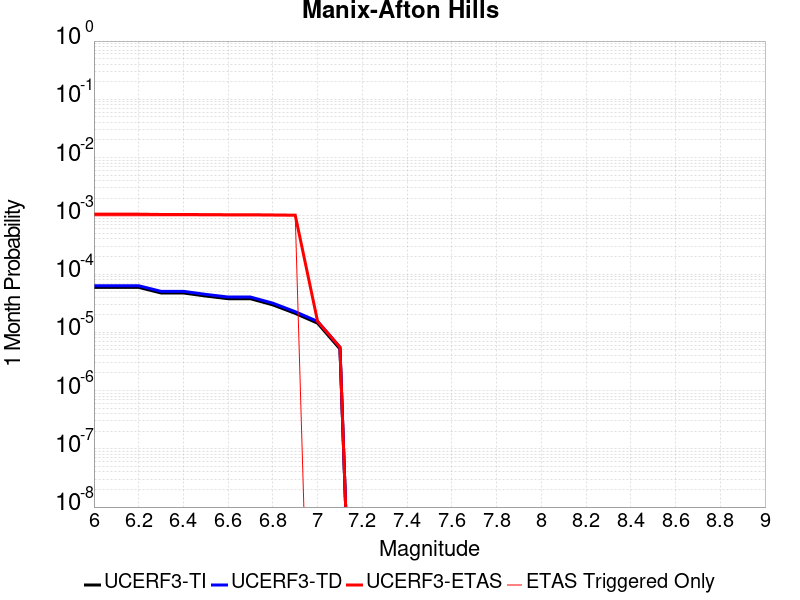 Manix-Afton Hills
10^0
10^-1
10^-2
10^-3
10^-4
10^-5
10^-6
10^-7
10^-8
1 Month Probability
6 6.2 6.4 6.6 6.8 7 7.2 7.4 7.6 7.8 8 8.2 8.4 8.6 8.8 9
Magnitude
UCERF3-TI UCERF3-TD UCERF3-ETAS ETAS Triggered Only